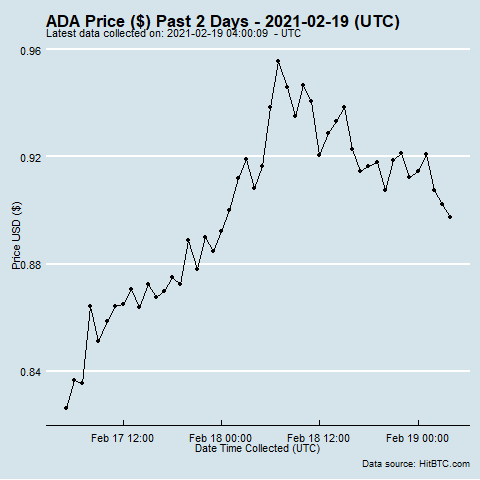 ADA Price ($) Past 2 Days - 2021-02-19 (UTC)
Latest data collected on: 2021-02-19 04:00:09  - UTC
0.96
0.92
0.88
0.84
Price USD ($)
Feb 17 12:00
Feb 18 00:00
Feb 18 12:00
Feb 19 00:00
Date Time Collected (UTC)
Data source: HitBTC.com